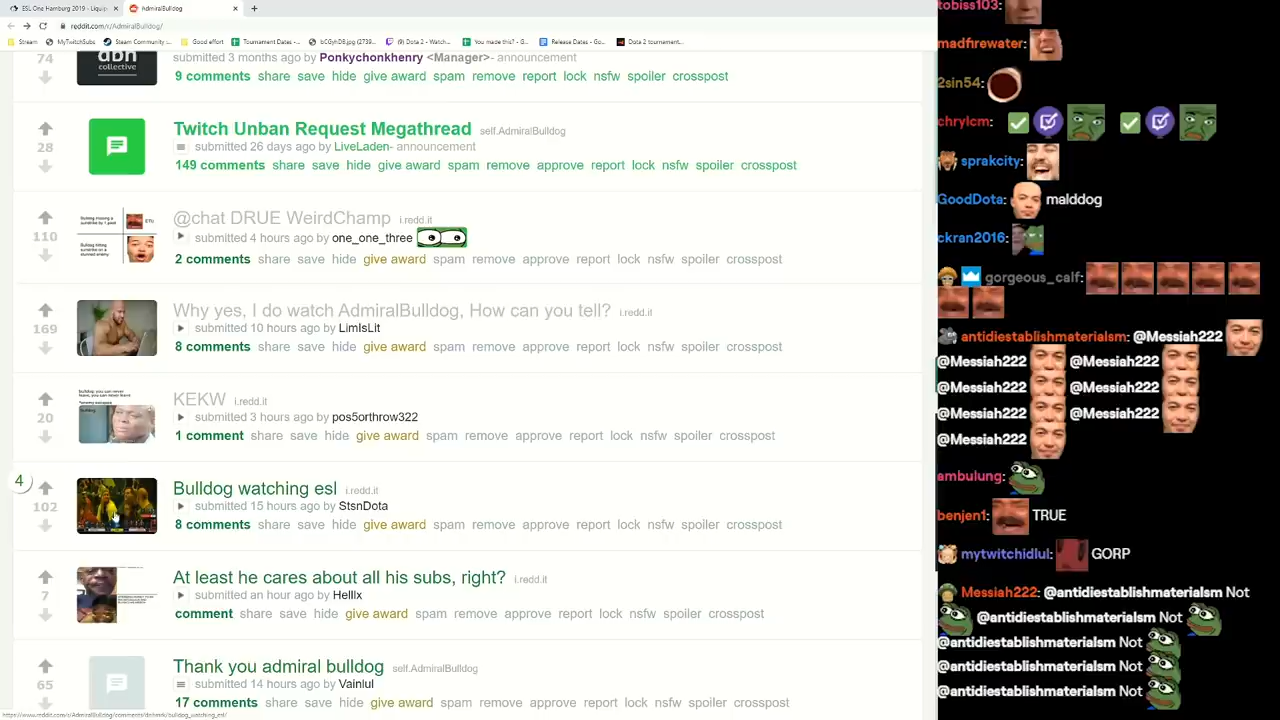 ESL One Hamburg 2019 - Liquip
AdmiralBulldog
reddit.com/r/AdmiralBulldog/
Stream
MyTwitchSubs
Steam Community :...
Good effort
Tournament Dates -...
(9) Dota 2 - Watch...
You made this? - G...
Release Dates - Go...
Dota 2 tournament...
74
dbh
collective
submitted 3 months ago by Ponkychonkhenry <Manager>- announcement
9 comments share save hide give award spam remove report lock nsfw spoiler crosspost
Twitch Unban Request Megathread self.AdmiralBulldog
28
submitted 26 days ago by LiveLaden- announcement
149 comments share save hide give award spam remove approve report lock nsfw spoiler crosspost
@chat DRUE WeirdChamp i.redd.it
110
submitted 4 hours ago by one_one_three
2 comments share save hide give award spam remove approve report lock nsfw spoiler crosspost
Why yes, I do watch AdmiralBulldog, How can you tell? i.redd.it
169
submitted 10 hours ago by LimIsLit
8 comments share save hide give award spam remove approve report lock nsfw spoiler crosspost
KEKW i.redd.it
20
submitted 3 hours ago by sporthrow322
1 comment share save hide give award spam remove approve report lock nsfw spoiler crosspost
4
Bulldog watching esl i.redd.it
102
submitted 15 hours ago by StsnDota
8 comments share save hide give award spam remove approve report lock nsfw spoiler crosspost
At least he cares about all his subs, right? i.redd.it
7
submitted an hour ago by
comment share save hide give award spam remove approve report lock nsfw spoiler crosspost
Thank you admiral bulldog self.AdmiralBulldog
65
submitted 14 hours ago by
17 comments share save hide give award spam remove approve report lock nsfw spoiler crosspost
tobiss103:
madfirewater:
2sin54:
chrylcm:
sprakcity:
GoodDota: malddog
ckran2016:
gorgeous_calf:
antidiestablishmaterialsm: @Messiah222
@Messiah222 @Messiah222
@Messiah222 @Messiah222
@Messiah222 @Messiah222
@Messiah222
ambulung:
benjen1: TRUE
mytwitchidlul: GORP
Messiah222: @antidiestablishmaterialsm Not
@antidiestablishmaterialsm Not
@antidiestablishmaterialsm Not
@antidiestablishmaterialsm Not
@antidiestablishmaterialsm Not